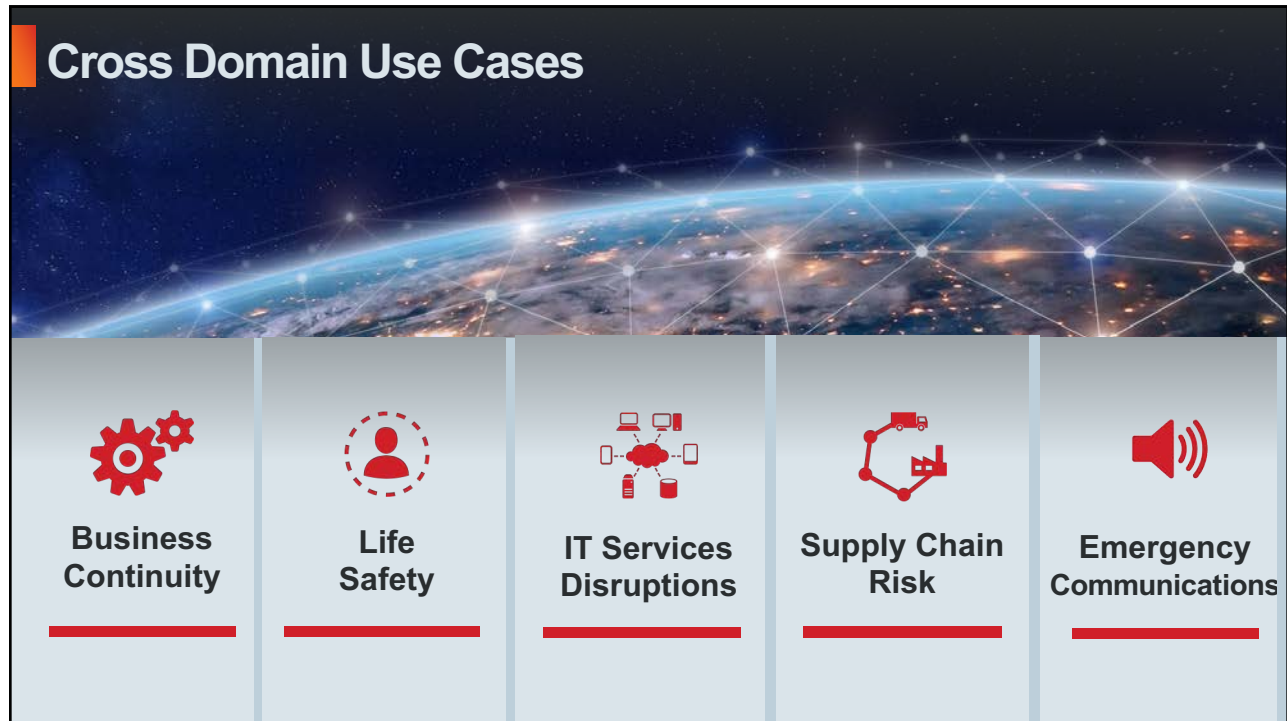 Cross Domain Use Cases
Business
Continuity
Life
Safety
IT Services
Disruptions
Supply Chain
Risk
Emergency
Communications